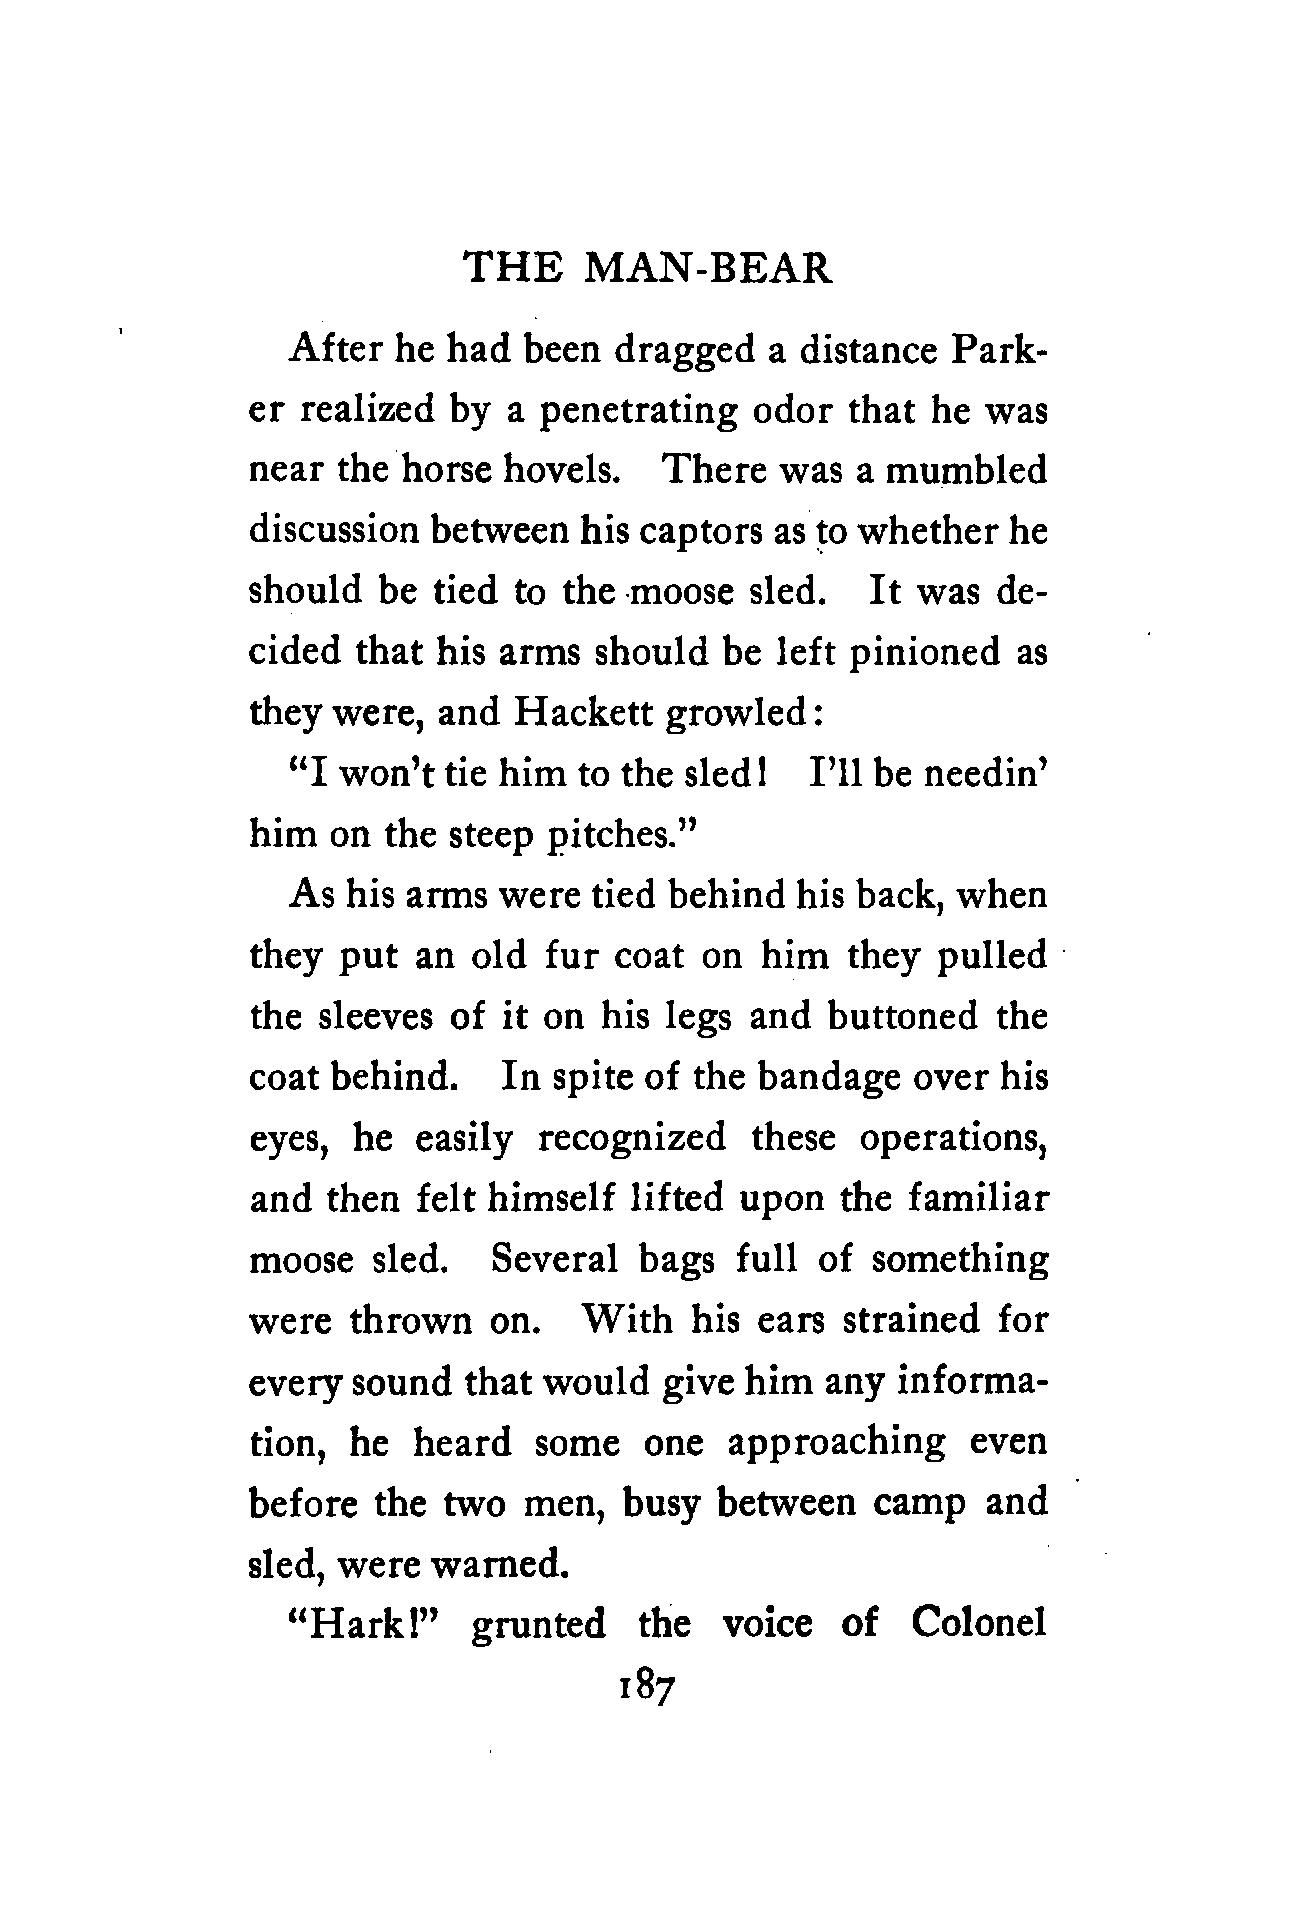 THE MAN-BEAR
After he had been dragged a distance Park-
er realized by a penetrating odor that he was
near the horse hovels. There was a mumbled
discussion between his captors as to whether he
should be tied to the moose sled. It was de-
cided that his arms should be left pinioned as
they were, and Hackett growled:
"I won't tie him to the sled! I'll be needin'
him on the steep pitches."
As his arms were tied behind his back, when
they put an old fur coat on him they pulled
the sleeves of it on his legs and buttoned the
coat behind. In spite of the bandage over his
eyes, he easily recognized these operations,
and then felt himself lifted upon the familiar
moose sled. Several bags full of something
were thrown on. With his ears strained for
every sound that would give him any informa-
tion, he heard some one approaching even
before the two men, busy between camp and
sled, were warned.
"Hark!" grunted the voice of Colonel
187